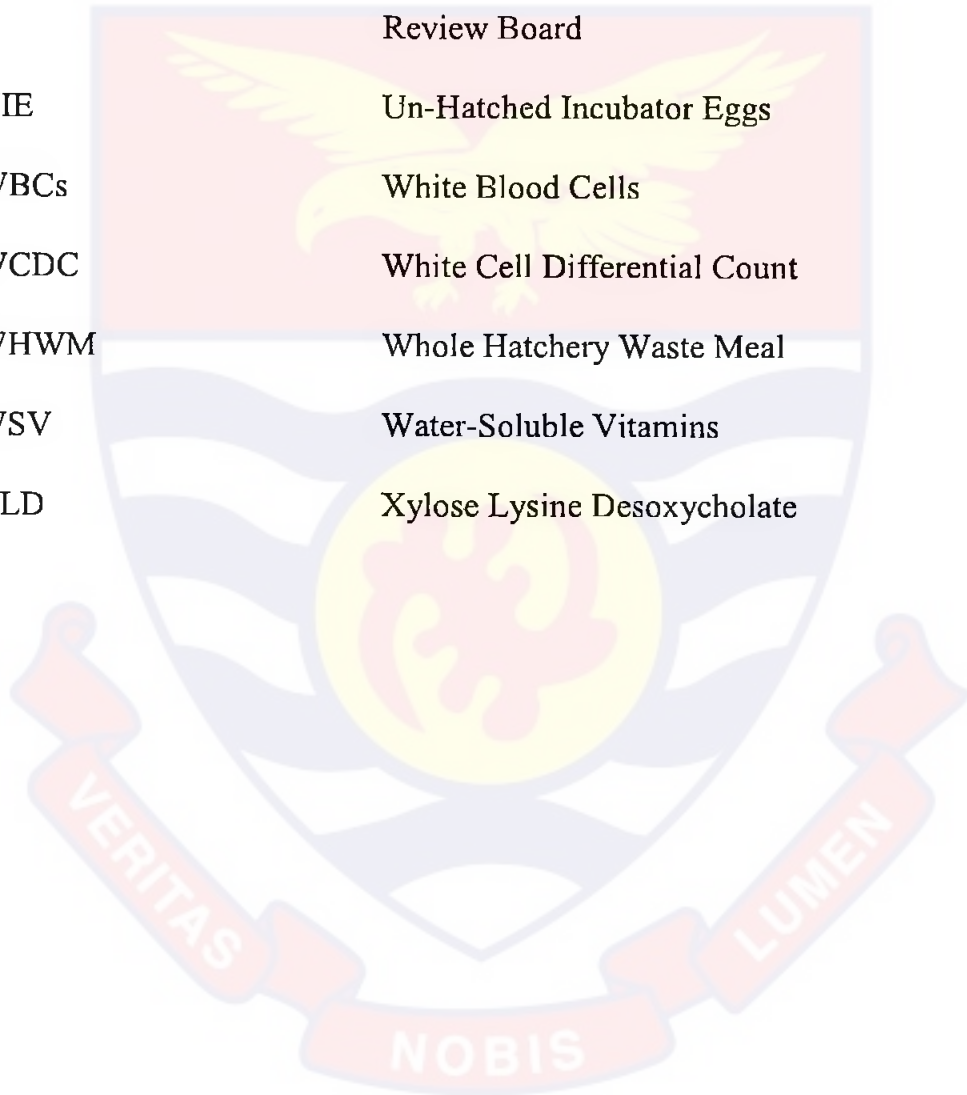 Review Board
IE Un-Hatched Incubator Eggs
/BCs White Blood Cells
/CDC White Cell Differential Count
/HWM Whole Hatchery Waste Meal
/SV Water-Soluble Vitamins
LD Xylose Lysine Desoxycholate
VERITAS
NOBIS
LUMEN